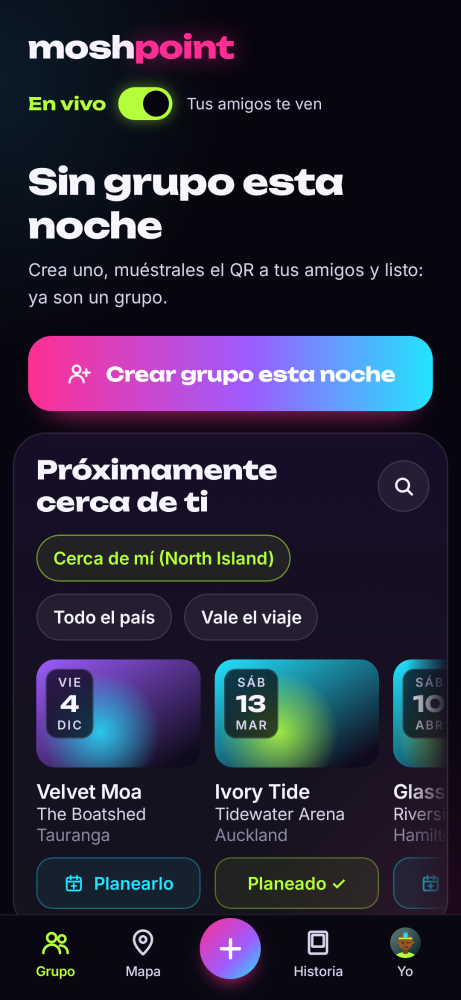 moshpoint
En vivo
Tus amigos te ven
Sin grupo esta
noche
Crea uno, muéstrales el QR a tus amigos y listo:
ya son un grupo.
Crear grupo esta noche
Próximamente
cerca de ti
Cerca de mí (North Island)
Todo el país
Vale el viaje
VIE
4
DIC
Velvet Moa
The Boatshed
Tauranga
Planearlo
SÁB
13
MAR
Ivory Tide
Tidewater Arena
Auckland
Planeado ✓
SÁB
10
ABR
Glass
Grupo
Mapa
Historia
Yo